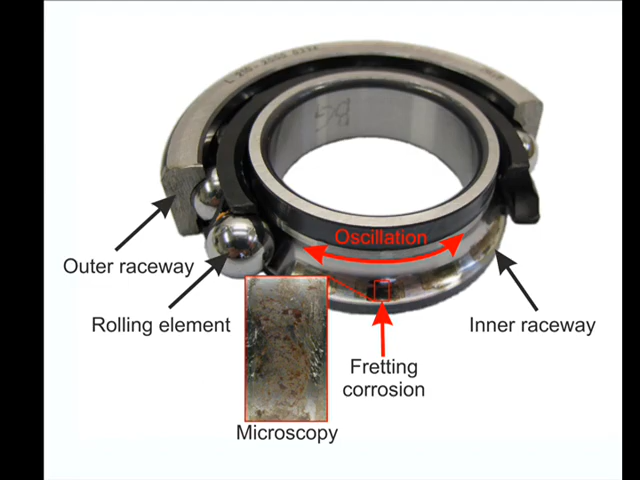 Oscillation
Outer raceway
Rolling element
Inner raceway
Fretting
corrosion
Microscopy